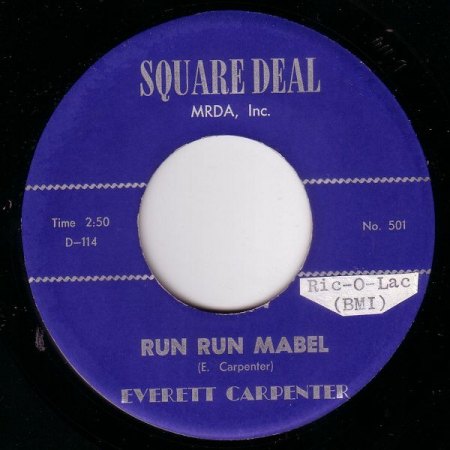 SQUARE DEAL
MRDA, Inc.
Time 2:50
D-114
No. 501
Ric-O-Lac
(BMI)
RUN RUN MABEL
(E. Carpenter)
EVERETT CARPENTER